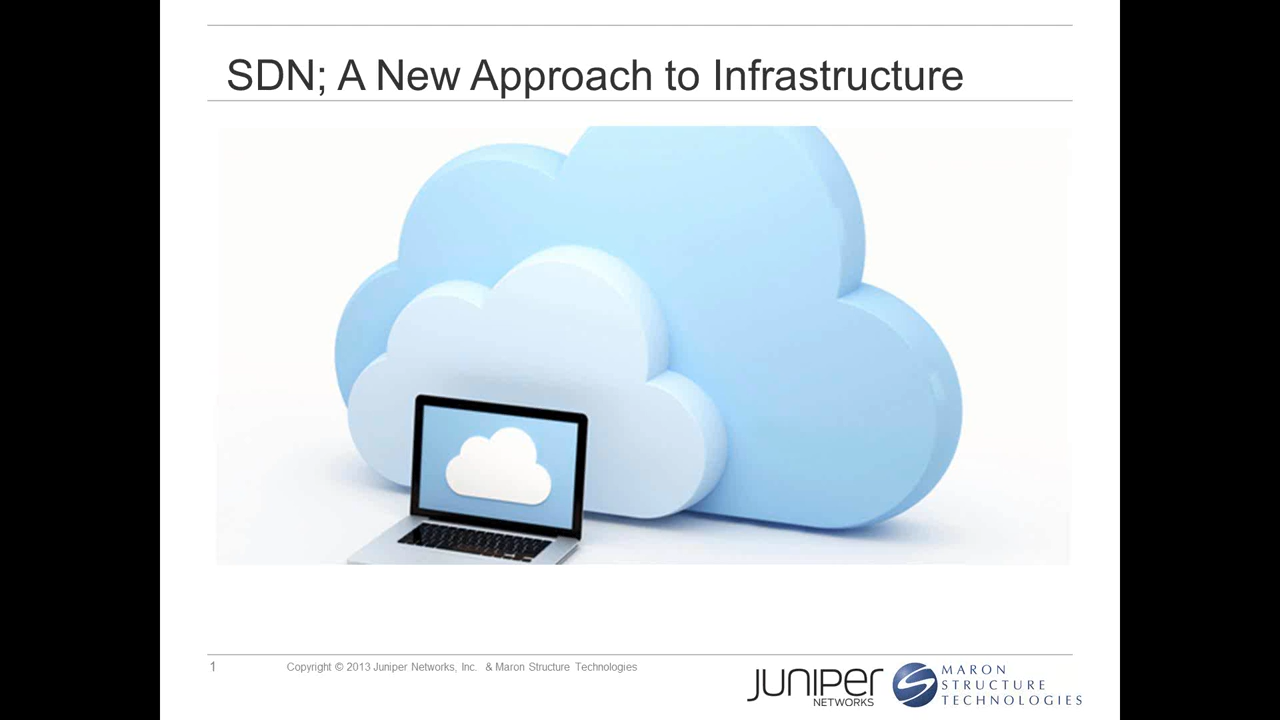 SDN; A New Approach to Infrastructure
1
Copyright © 2013 Juniper Networks, Inc. & Maron Structure Technologies
JUNIPER
NETWORKS
MARON
STRUCTURE
TECHNOLOGIES